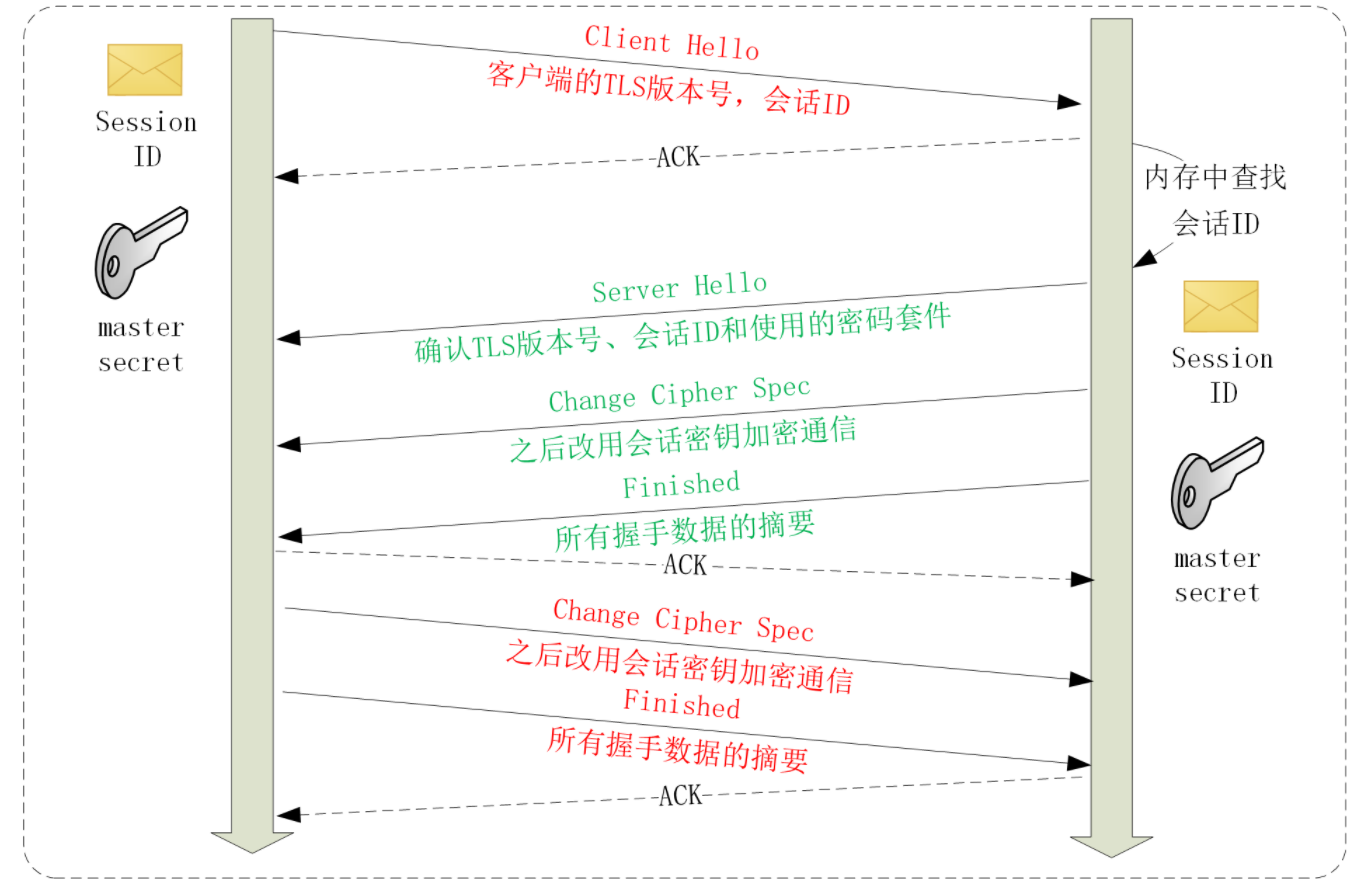 Client Hello
客户端的TLS版本号，会话ID
Session
ID
ACK
内存中查找
会话ID
master
secret
Server Hello
确认TLS版本号、会话ID和使用的密码套件
Session
ID
Change Cipher Spec
之后改用会话密钥加密通信
Finished
所有握手数据的摘要
ACK
master
secret
Change Cipher Spec
之后改用会话密钥加密通信
Finished
所有握手数据的摘要
ACK